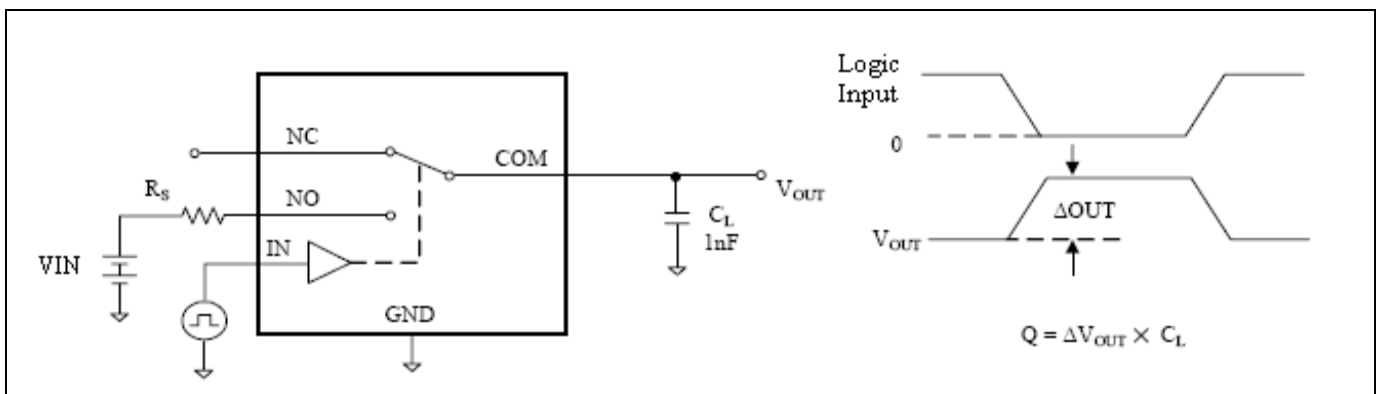 NC
COM
R_S
NO
V_OUT
C_L
1nF
IN
VIN
GND
Logic
Input
0
ΔOUT
V_OUT
Q = ΔV_OUT × C_L